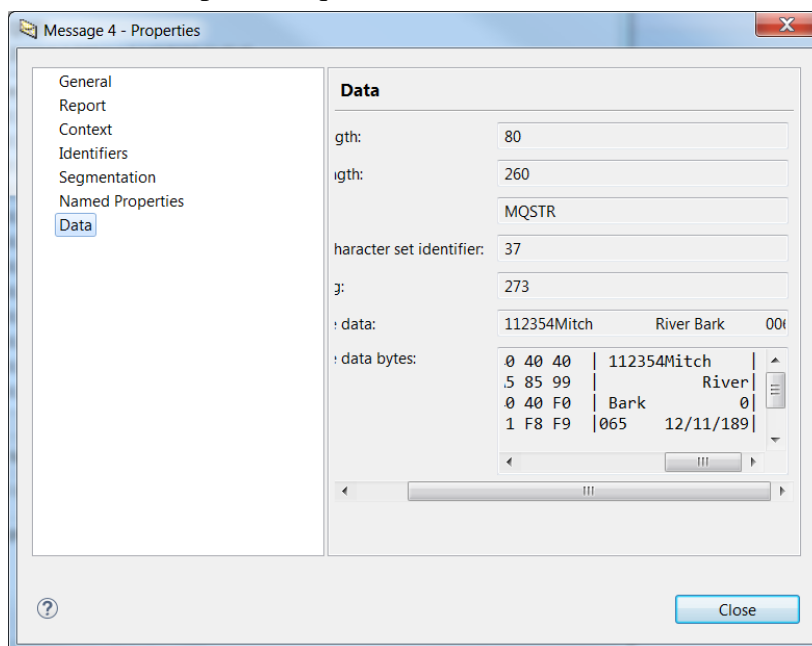 Message 4 - Properties
General
Report
Context
Identifiers
Segmentation
Named Properties
Data
Data
gth: 80
ngth: 260
MQSTR
haracter set identifier: 37
g: 273
data: 112354Mitch River Bark 006
data bytes: 0 40 40 | 112354Mitch |
5 85 99 | River|
0 40 F0 | Bark 0|
1 F8 F9 |065 12/11/189|
Close